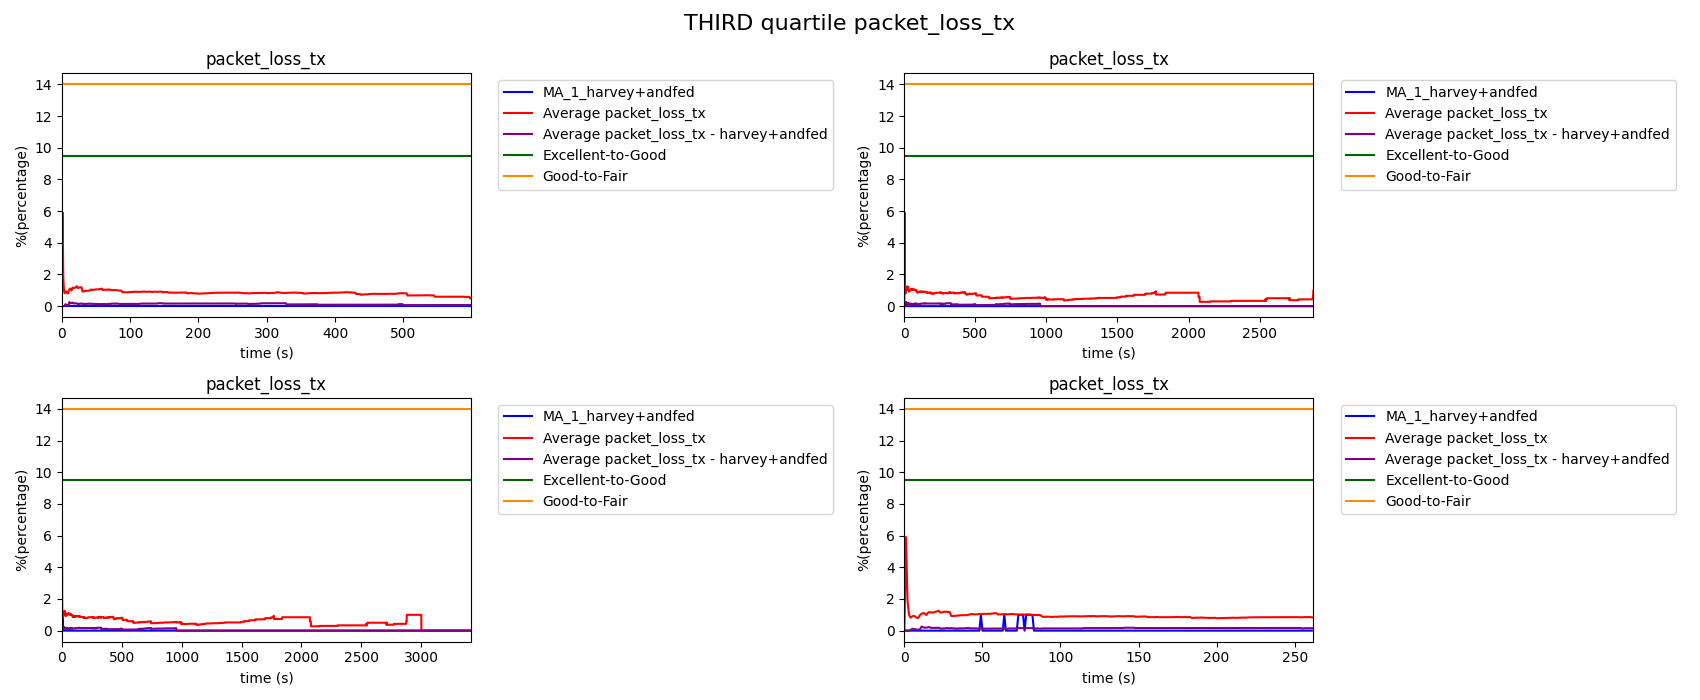 THIRD quartile packet_loss_tx
packet_loss_tx
14
12
10
8
6
4
2
0
%(percentage)
0 100 200 300 400 500
time (s)
MA_1_harvey+andfed
Average packet_loss_tx
Average packet_loss_tx - harvey+andfed
Excellent-to-Good
Good-to-Fair
packet_loss_tx
14
12
10
8
6
4
2
0
%(percentage)
0 500 1000 1500 2000 2500
time (s)
MA_1_harvey+andfed
Average packet_loss_tx
Average packet_loss_tx - harvey+andfed
Excellent-to-Good
Good-to-Fair
packet_loss_tx
14
12
10
8
6
4
2
0
%(percentage)
0 500 1000 1500 2000 2500 3000
time (s)
MA_1_harvey+andfed
Average packet_loss_tx
Average packet_loss_tx - harvey+andfed
Excellent-to-Good
Good-to-Fair
packet_loss_tx
14
12
10
8
6
4
2
0
%(percentage)
0 50 100 150 200 250
time (s)
MA_1_harvey+andfed
Average packet_loss_tx
Average packet_loss_tx - harvey+andfed
Excellent-to-Good
Good-to-Fair